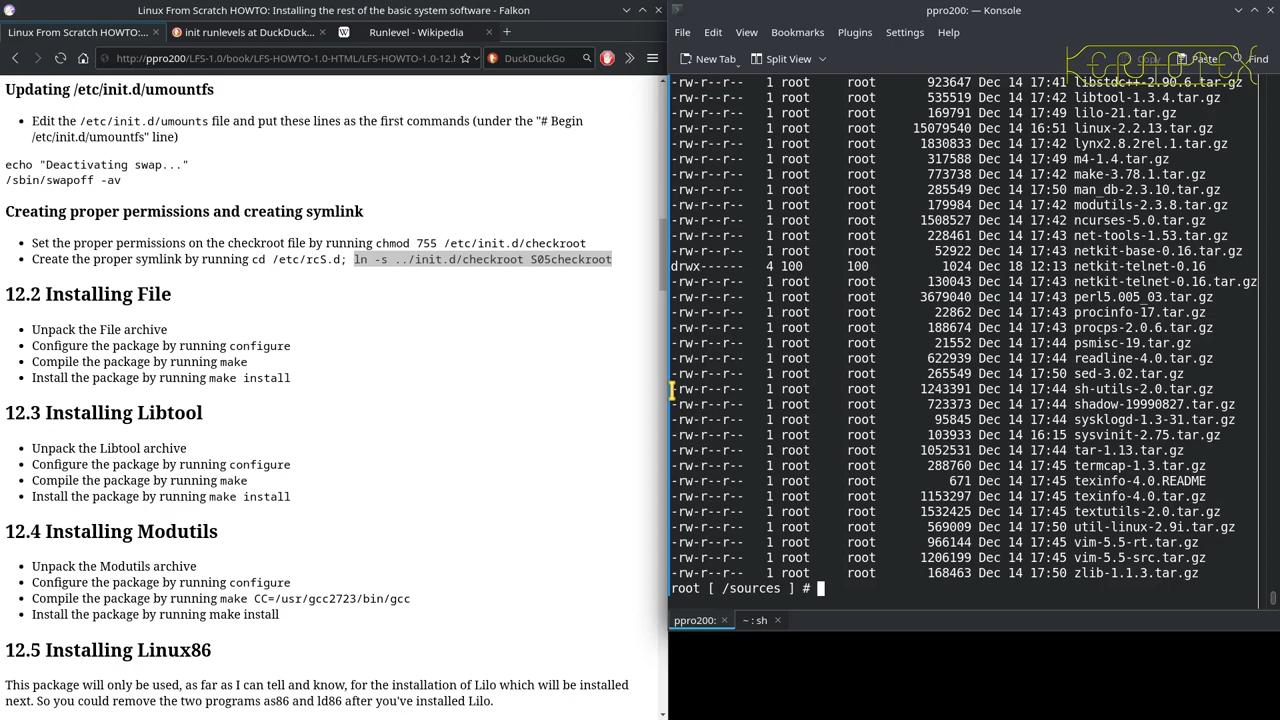 Linux From Scratch HOWTO: Installing the rest of the basic system software - Falkon
Linux From Scratch HOWTO:...
init runlevels at DuckDuck...
Runlevel - Wikipedia
http://ppro200/LFS-1.0/book/LFS-HOWTO-1.0-HTML/LFS-HOWTO-1.0-12.h
DuckDuckGo
Updating /etc/init.d/umountfs
• Edit the /etc/init.d/umounts file and put these lines as the first commands (under the "# Begin
/etc/init.d/umountfs" line)
echo "Deactivating swap..."
/sbin/swapoff -av
Creating proper permissions and creating symlink
• Set the proper permissions on the checkroot file by running chmod 755 /etc/init.d/checkroot
• Create the proper symlink by running cd /etc/rcS.d; ln -s ../init.d/checkroot S05checkroot
12.2 Installing File
• Unpack the File archive
• Configure the package by running configure
• Compile the package by running make
• Install the package by running make install
12.3 Installing Libtool
• Unpack the Libtool archive
• Configure the package by running configure
• Compile the package by running make
• Install the package by running make install
12.4 Installing Modutils
• Unpack the Modutils archive
• Configure the package by running configure
• Compile the package by running make CC=/usr/gcc2723/bin/gcc
• Install the package by running make install
12.5 Installing Linux86
This package will only be used, as far as I can tell and know, for the installation of Lilo which will be installed
next. So you could remove the two programs as86 and ld86 after you've installed Lilo.
ppro200: — Konsole
File Edit View Bookmarks Plugins Settings Help
New Tab Split View Copy Paste Find
-rw-r--r-- 1 root root 923647 Dec 14 17:41 libstdc++-2.90.6.tar.gz
-rw-r--r-- 1 root root 535519 Dec 14 17:42 libtool-1.3.4.tar.gz
-rw-r--r-- 1 root root 169791 Dec 14 17:49 lilo-21.tar.gz
-rw-r--r-- 1 root root 15079540 Dec 14 16:51 linux-2.2.13.tar.gz
-rw-r--r-- 1 root root 1830833 Dec 14 17:42 lynx2.8.2rel.1.tar.gz
-rw-r--r-- 1 root root 317588 Dec 14 17:49 m4-1.4.tar.gz
-rw-r--r-- 1 root root 773738 Dec 14 17:42 make-3.78.1.tar.gz
-rw-r--r-- 1 root root 285549 Dec 14 17:50 man_db-2.3.10.tar.gz
-rw-r--r-- 1 root root 179984 Dec 14 17:42 modutils-2.3.8.tar.gz
-rw-r--r-- 1 root root 1508527 Dec 14 17:42 ncurses-5.0.tar.gz
-rw-r--r-- 1 root root 228461 Dec 14 17:43 net-tools-1.53.tar.gz
-rw-r--r-- 1 root root 52922 Dec 14 17:43 netkit-base-0.16.tar.gz
drwx------ 4 100 100 1024 Dec 18 12:13 netkit-telnet-0.16
-rw-r--r-- 1 root root 130043 Dec 14 17:43 netkit-telnet-0.16.tar.gz
-rw-r--r-- 1 root root 3679040 Dec 14 17:43 perl5.005_03.tar.gz
-rw-r--r-- 1 root root 22862 Dec 14 17:43 procinfo-17.tar.gz
-rw-r--r-- 1 root root 188674 Dec 14 17:43 procps-2.0.6.tar.gz
-rw-r--r-- 1 root root 21552 Dec 14 17:44 psmisc-19.tar.gz
-rw-r--r-- 1 root root 622939 Dec 14 17:44 readline-4.0.tar.gz
-rw-r--r-- 1 root root 265549 Dec 14 17:50 sed-3.02.tar.gz
-rw-r--r-- 1 root root 1243391 Dec 14 17:44 sh-utils-2.0.tar.gz
-rw-r--r-- 1 root root 723373 Dec 14 17:44 shadow-19990827.tar.gz
-rw-r--r-- 1 root root 95845 Dec 14 17:44 sysklogd-1.3-31.tar.gz
-rw-r--r-- 1 root root 103933 Dec 14 16:15 sysvinit-2.75.tar.gz
-rw-r--r-- 1 root root 1052531 Dec 14 17:44 tar-1.13.tar.gz
-rw-r--r-- 1 root root 288760 Dec 14 17:45 termcap-1.3.tar.gz
-rw-r--r-- 1 root root 671 Dec 14 17:45 texinfo-4.0.README
-rw-r--r-- 1 root root 1153297 Dec 14 17:45 texinfo-4.0.tar.gz
-rw-r--r-- 1 root root 1532425 Dec 14 17:45 textutils-2.0.tar.gz
-rw-r--r-- 1 root root 569009 Dec 14 17:50 util-linux-2.9i.tar.gz
-rw-r--r-- 1 root root 966144 Dec 14 17:45 vim-5.5-rt.tar.gz
-rw-r--r-- 1 root root 1206199 Dec 14 17:45 vim-5.5-src.tar.gz
-rw-r--r-- 1 root root 168463 Dec 14 17:50 zlib-1.1.3.tar.gz
root [ /sources ] #
ppro200:
~ : sh